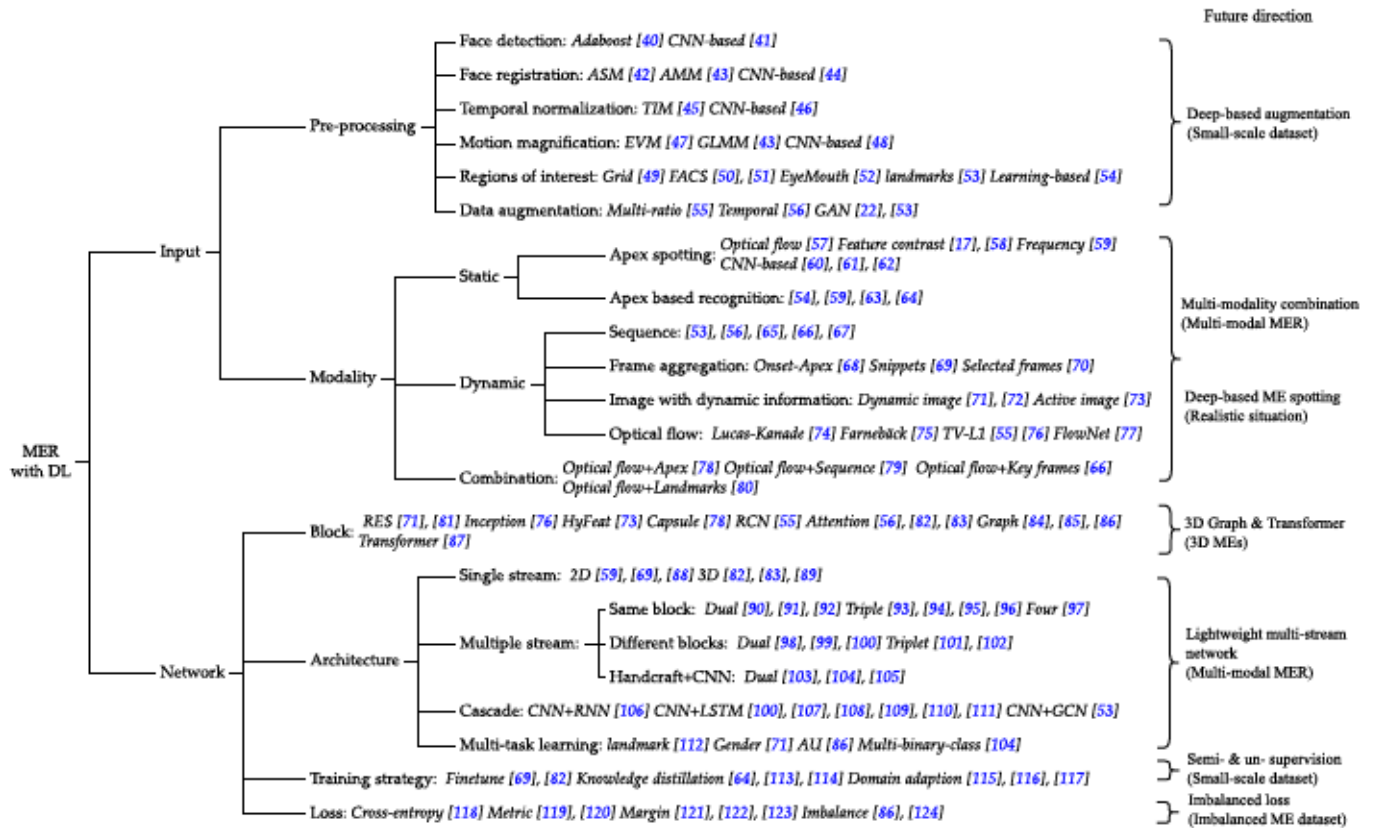 Future direction
Face detection: Adaboost [40] CNN-based [41]
Face registration: ASM [42] AMM [43] CNN-based [44]
Temporal normalization: TIM [45] CNN-based [46]
Deep-based augmentation
(Small-scale dataset)
Pre-processing
Motion magnification: EVM [47] GLMM [43] CNN-based [48]
Regions of interest: Grid [49] FACS [50], [51] EyeMouth [52] landmarks [53] Learning-based [54]
Data augmentation: Multi-ratio [55] Temporal [56] GAN [22], [53]
Input
Static
Apex spotting: Optical flow [57] Feature contrast [17], [58] Frequency [59]
CNN-based [60], [61], [62]
Apex based recognition: [54], [59], [63], [64]
Multi-modality combination
(Multi-modal MER)
Sequence: [53], [56], [65], [66], [67]
Modality
Dynamic
Frame aggregation: Onset-Apex [68] Snippets [69] Selected frames [70]
Image with dynamic information: Dynamic image [71], [72] Active image [73]
Deep-based ME spotting
(Realistic situation)
Optical flow: Lucas-Kanade [74] Farnebäck [75] TV-L1 [55] [76] FlowNet [77]
MER
with DL
Combination: Optical flow+Apex [78] Optical flow+Sequence [79] Optical flow+Key frames [66]
Optical flow+Landmarks [80]
Block: RES [71], [81] Inception [76] HyFeat [73] Capsule [78] RCN [55] Attention [56], [82], [83] Graph [84], [85], [86]
Transformer [87]
3D Graph & Transformer
(3D MEs)
Single stream: 2D [59], [69], [88] 3D [82], [83], [89]
Same block: Dual [90], [91], [92] Triple [93], [94], [95], [96] Four [97]
Network
Architecture
Multiple stream:
Different blocks: Dual [98], [99], [100] Triplet [101], [102]
Lightweight multi-stream
network
(Multi-modal MER)
Handcraft+CNN: Dual [103], [104], [105]
Cascade: CNN+RNN [106] CNN+LSTM [100], [107], [108], [109], [110], [111] CNN+GCN [53]
Multi-task learning: landmark [112] Gender [71] AU [86] Multi-binary-class [104]
Training strategy: Finetune [69], [82] Knowledge distillation [64], [113], [114] Domain adaption [115], [116], [117]
Semi- & un- supervision
(Small-scale dataset)
Loss: Cross-entropy [118] Metric [119], [120] Margin [121], [122], [123] Imbalance [86], [124]
Imbalanced loss
(Imbalanced ME dataset)